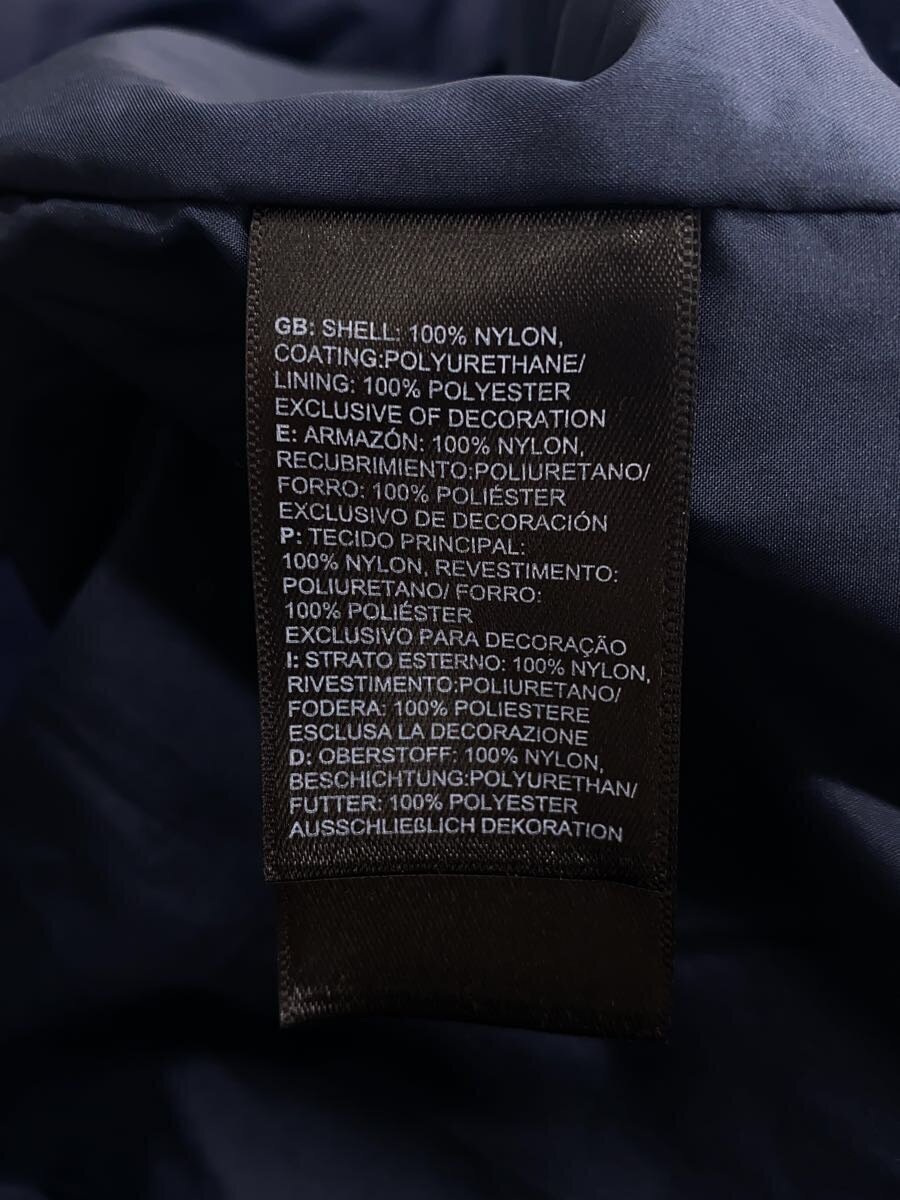 GB: SHELL: 100% NYLON,
COATING:POLYURETHANE/
LINING: 100% POLYESTER
EXCLUSIVE OF DECORATION
E: ARMAZÓN: 100% NYLON,
RECUBRIMIENTO:POLIURETANO/
FORRO: 100% POLIÉSTER
EXCLUSIVO DE DECORACIÓN
P: TECIDO PRINCIPAL:
100% NYLON, REVESTIMENTO:
POLIURETANO/ FORRO:
100% POLIÉSTER
EXCLUSIVO PARA DECORAÇÃO
I: STRATO ESTERNO: 100% NYLON,
RIVESTIMENTO:POLIURETANO/
FODERA: 100% POLIESTERE
ESCLUSA LA DECORAZIONE
D: OBERSTOFF: 100% NYLON,
BESCHICHTUNG:POLYURETHAN/
FUTTER: 100% POLYESTER
AUSSCHLIEßLICH DEKORATION